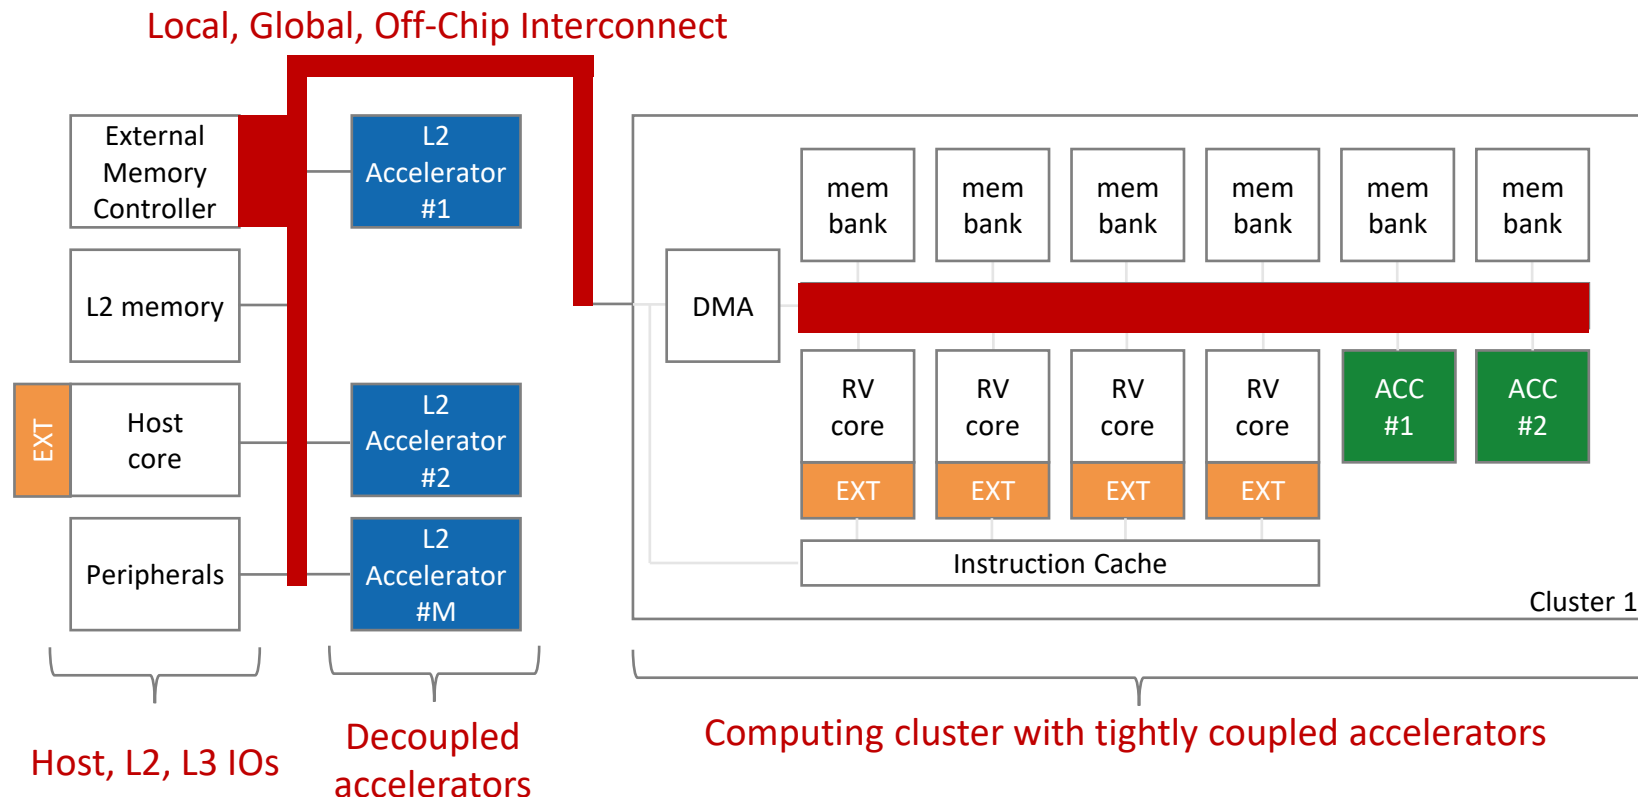 Local, Global, Off-Chip Interconnect
External
Memory
Controller
L2
Accelerator
#1
mem
bank
mem
bank
mem
bank
mem
bank
mem
bank
mem
bank
L2 memory
DMA
EXT
Host
core
L2
Accelerator
#2
RV
core
EXT
RV
core
EXT
RV
core
EXT
RV
core
EXT
ACC
#1
ACC
#2
Peripherals
L2
Accelerator
#M
Instruction Cache
Cluster 1
Host, L2, L3 IOs
Decoupled
accelerators
Computing cluster with tightly coupled accelerators